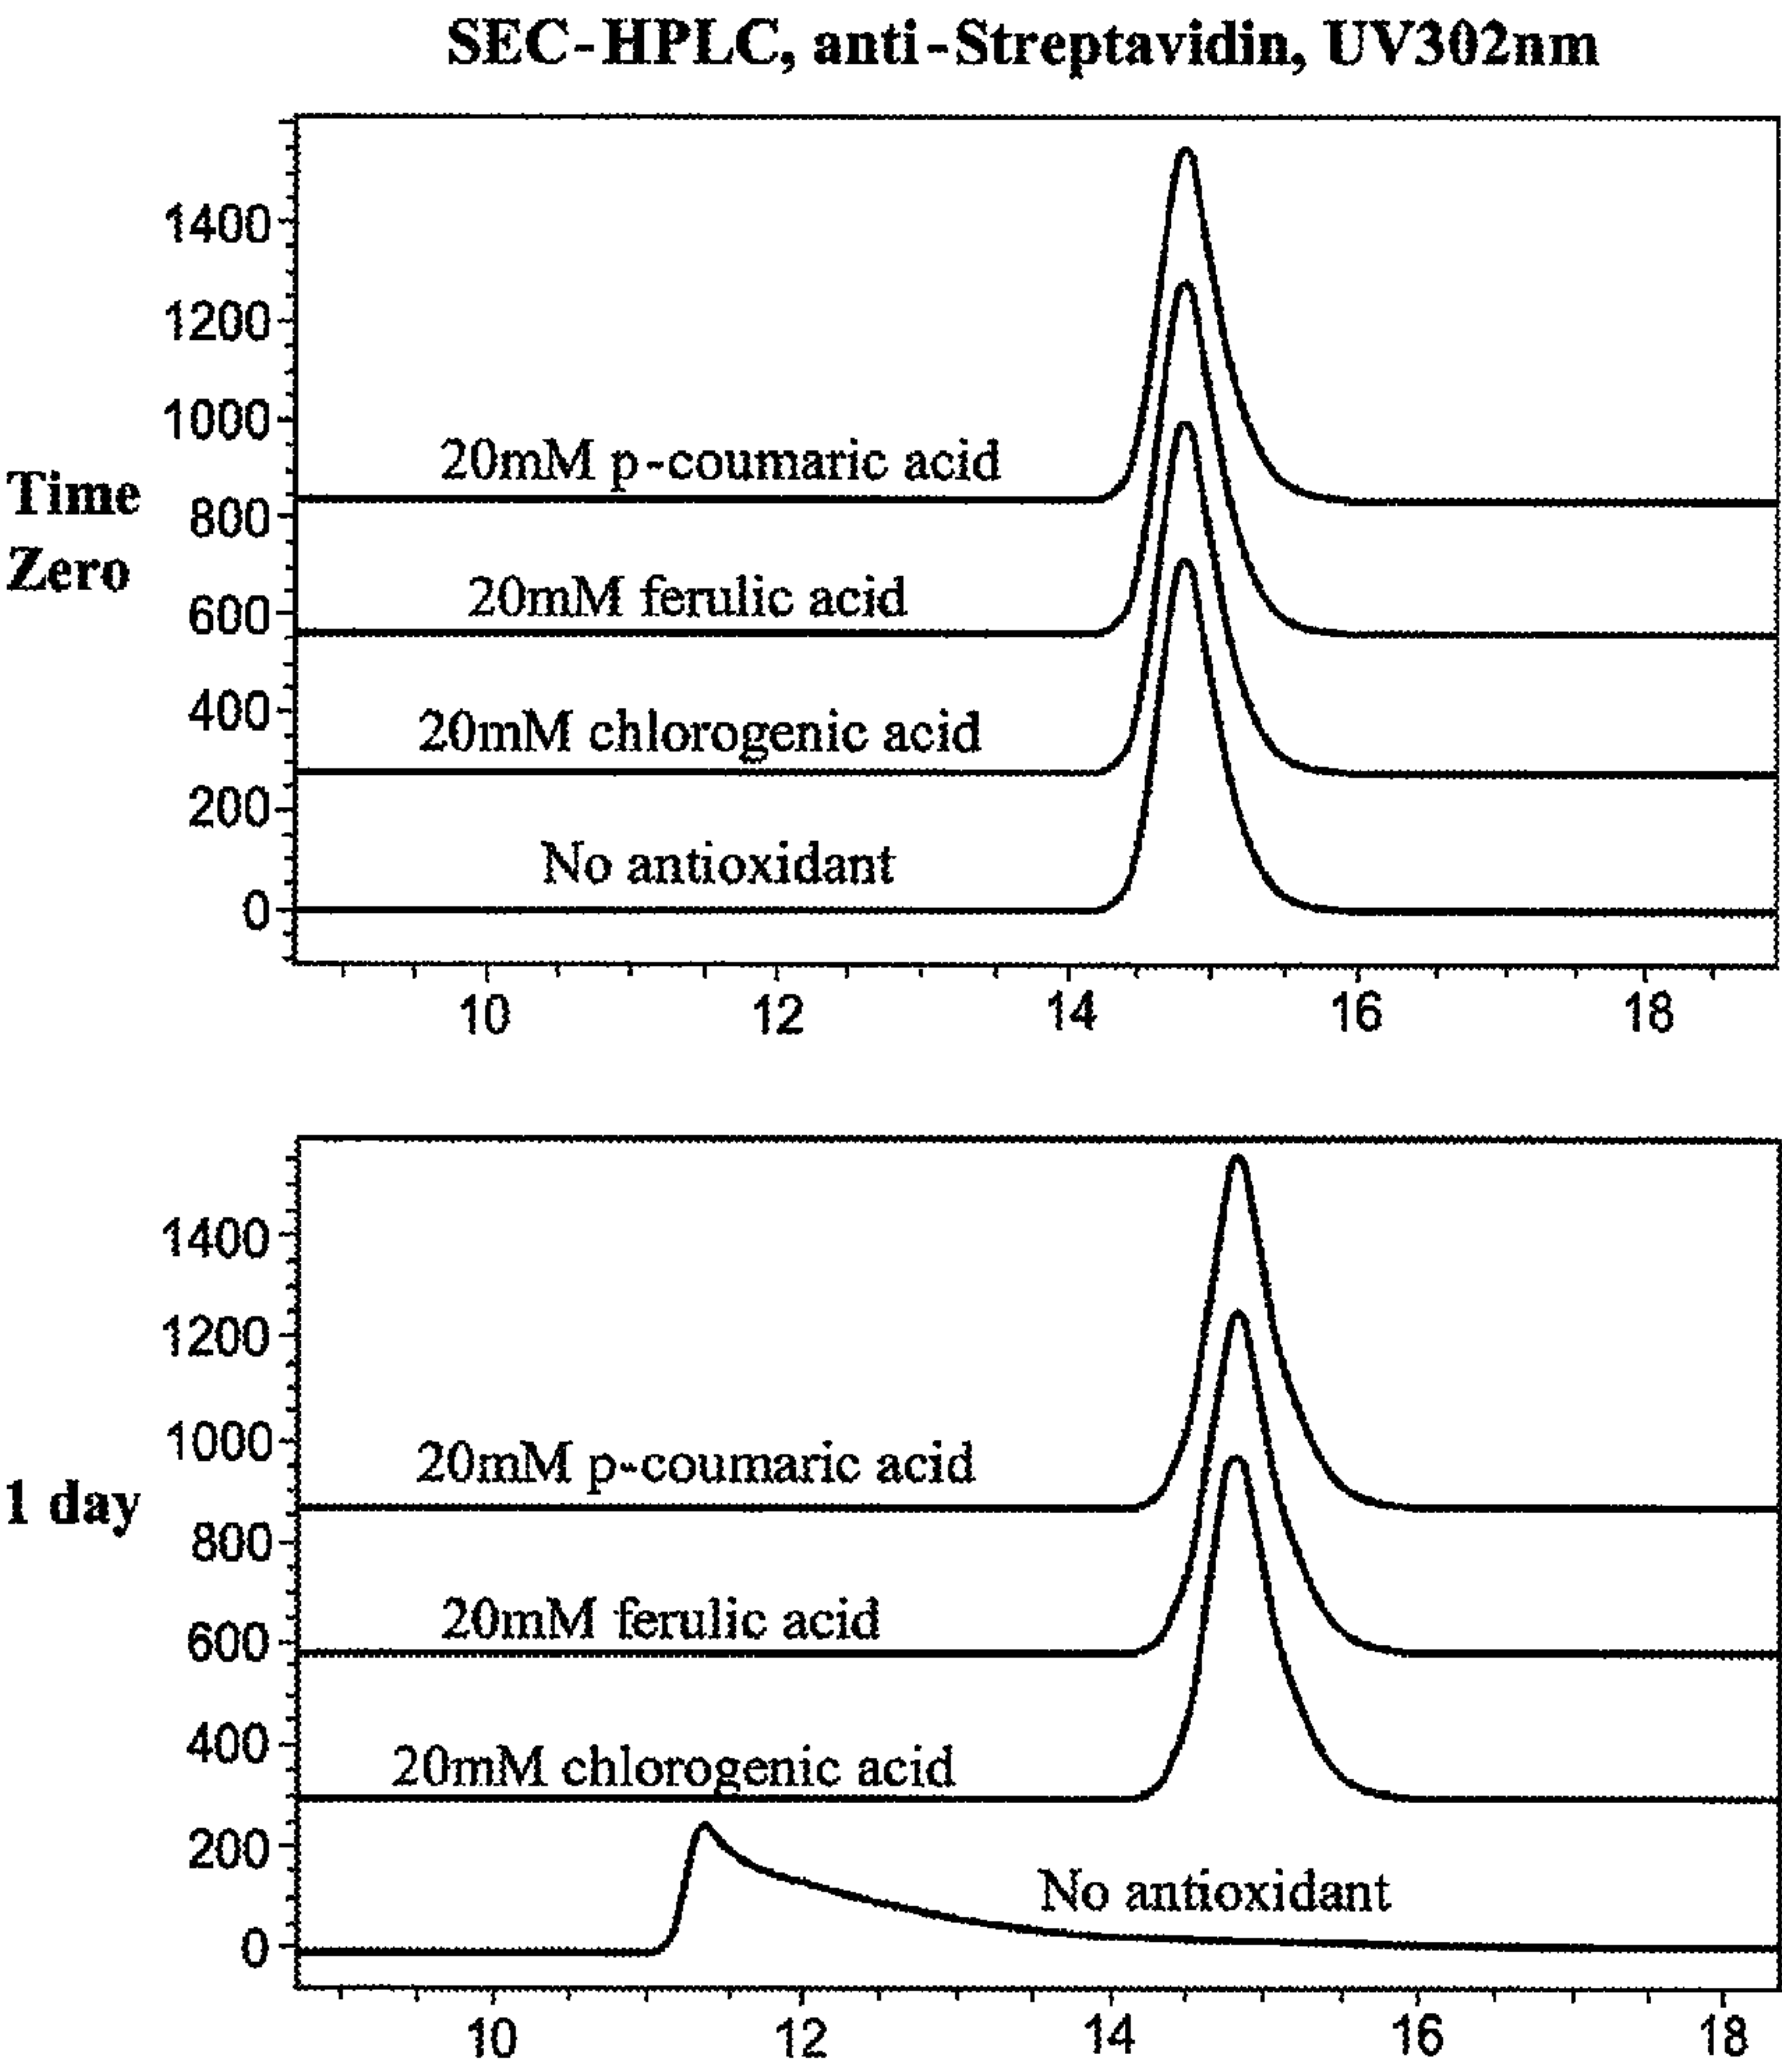 SEC-HPLC, anti-Streptavidin, UV302nm
1400
1200
1000
800
600
400
200
0
Time
Zero
20mM p-coumaric acid
20mM ferulic acid
20mM chlorogenic acid
No antioxidant
10 12 14 16 18
1400
1200
1000
800
600
400
200
0
1 day
20mM p-coumaric acid
20mM ferulic acid
20mM chlorogenic acid
No antioxidant
10 12 14 16 18